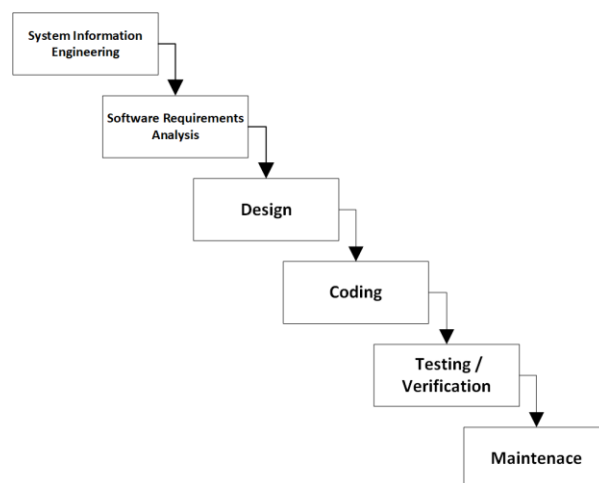 System Information
Engineering
Software Requirements
Analysis
Design
Coding
Testing /
Verification
Maintenace